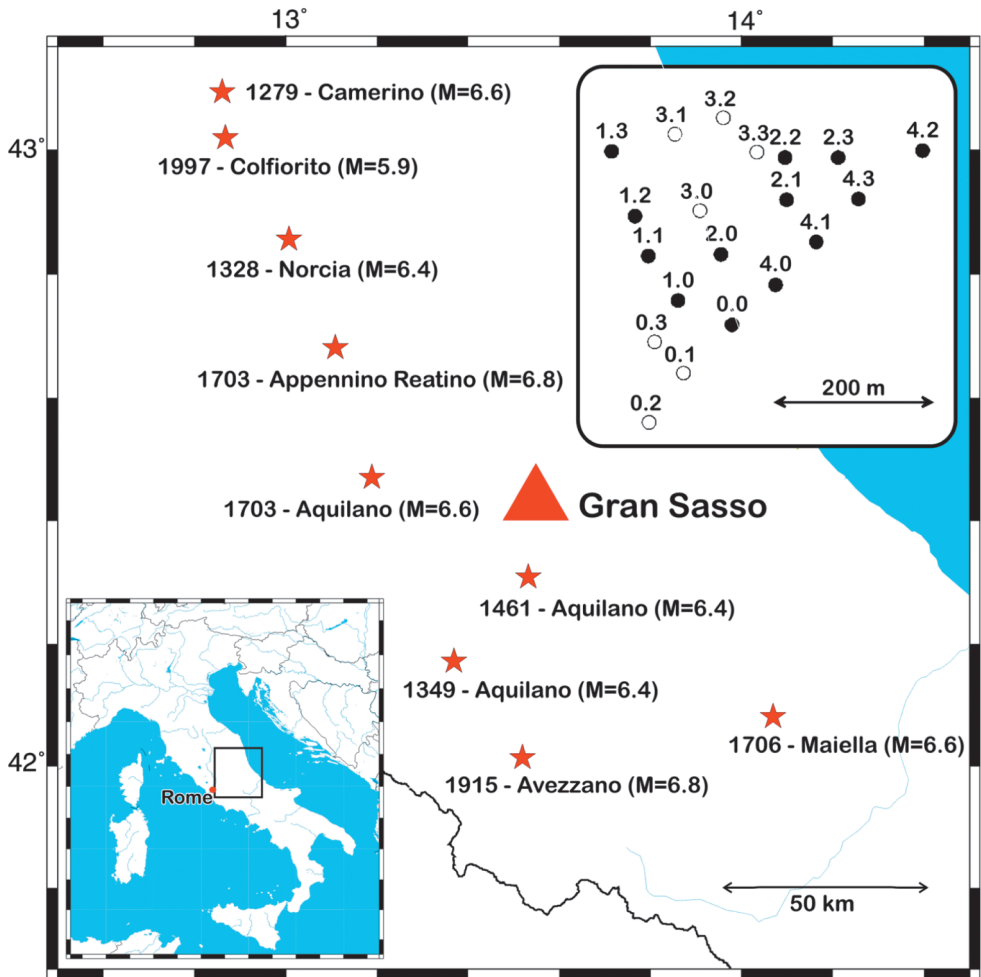 13°
14°
1279 - Camerino (M=6.6)
3.2
3.1
3.3
2.2
2.3
4.2
1.3
43°
1997 - Colfiorito (M=5.9)
2.1
4.3
3.0
1.2
4.1
1.1
2.0
1328 - Norcia (M=6.4)
4.0
1.0
0.0
0.3
0.1
1703 - Appennino Reatino (M=6.8)
200 m
0.2
1703 - Aquilano (M=6.6)
Gran Sasso
1461 - Aquilano (M=6.4)
1349 - Aquilano (M=6.4)
1706 - Maiella (M=6.6)
42°
1915 - Avezzano (M=6.8)
Rome
50 km